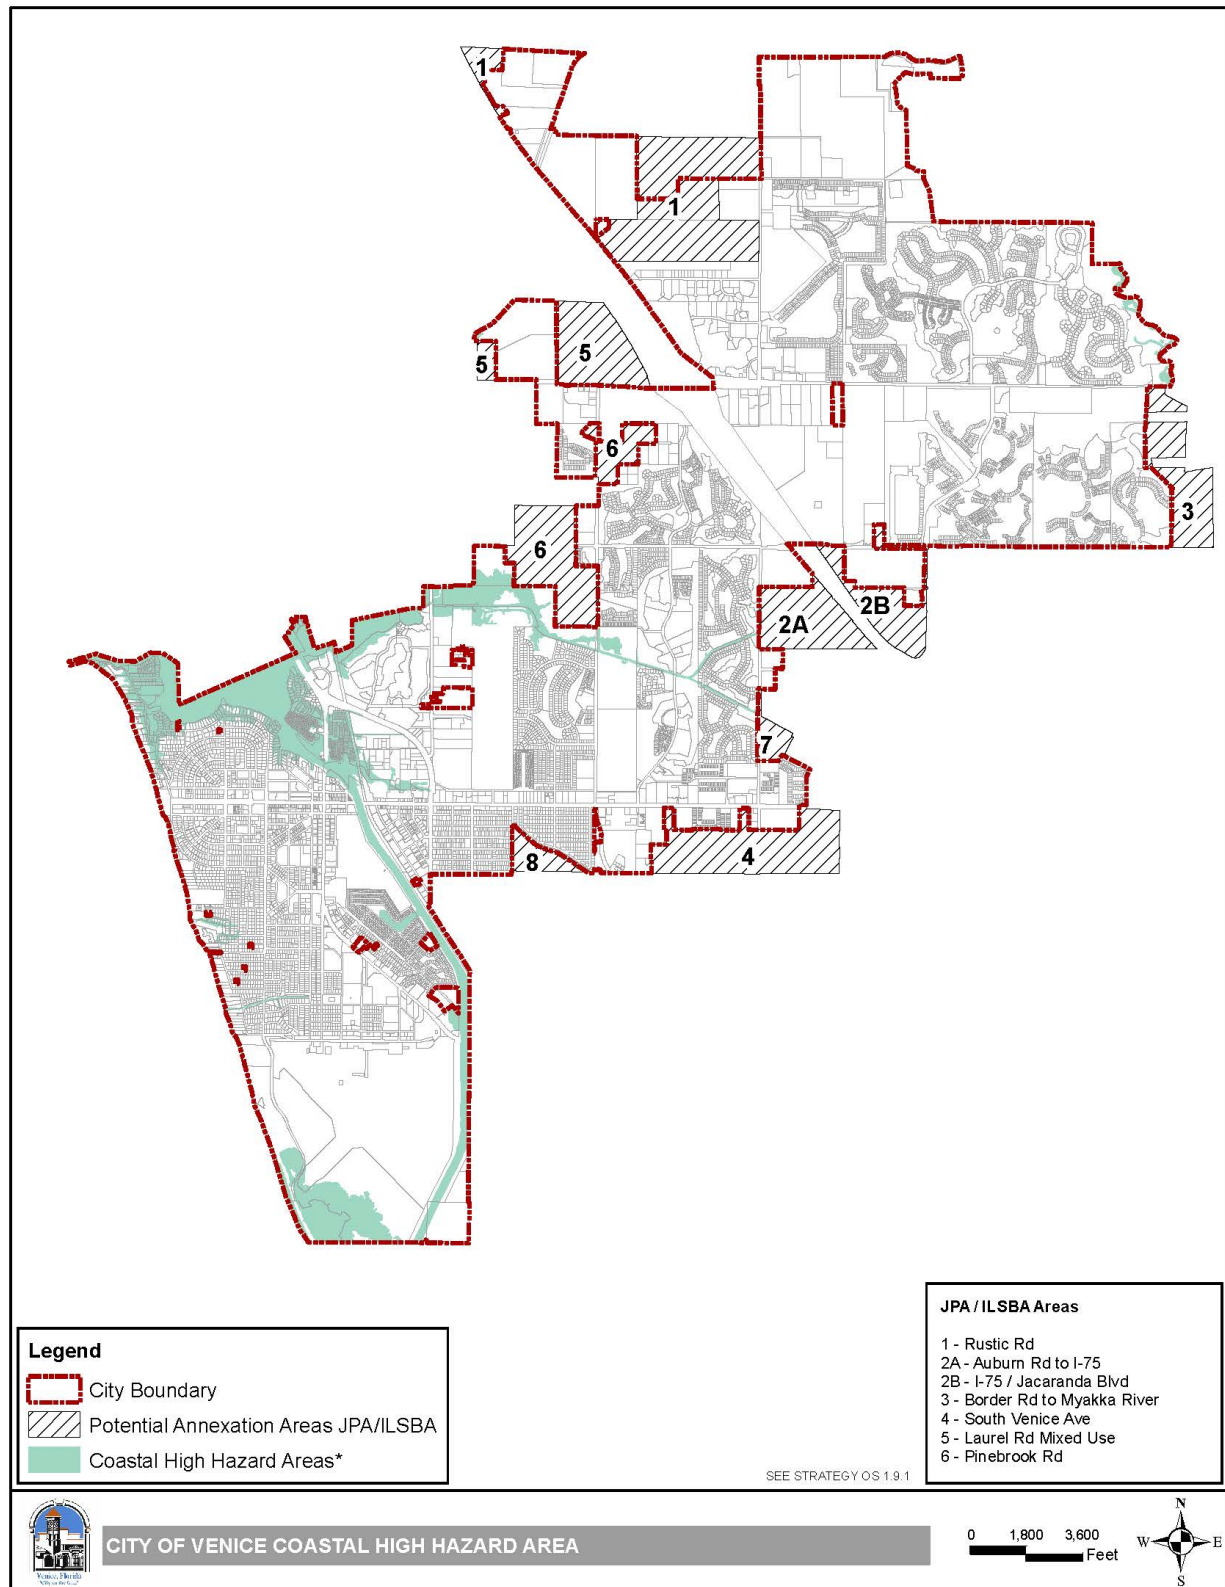 1
1
5
5
6
6
3
2B
2A
7
4
8
JPA / ILSBA Areas
1 - Rustic Rd
2A - Auburn Rd to I-75
2B - I-75 / Jacaranda Blvd
3 - Border Rd to Myakka River
4 - South Venice Ave
5 - Laurel Rd Mixed Use
6 - Pinebrook Rd
Legend
City Boundary
Potential Annexation Areas JPA/ILSBA
Coastal High Hazard Areas*
SEE STRATEGY OS 1.9.1
Venice, Florida
CITY OF VENICE COASTAL HIGH HAZARD AREA
0 1,800 3,600
Feet
N
W E
S